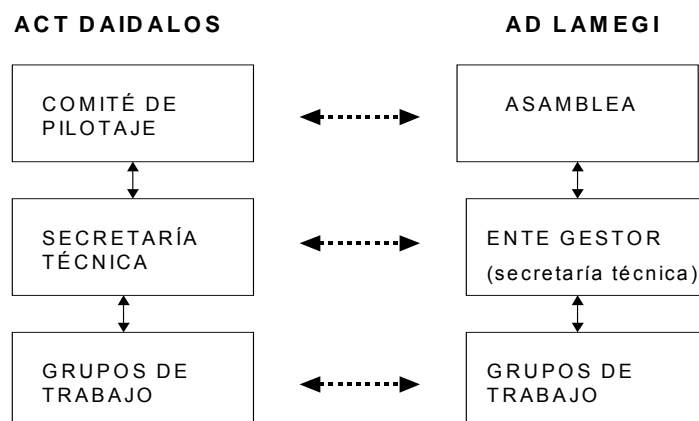 ACT DAIDALOS
AD LAMEGI
COMITÉ DE
PILOTAJE
ASAMBLEA
SECRETARÍA
TÉCNICA
ENTE GESTOR
(secretaría técnica)
GRUPOS DE
TRABAJO
GRUPOS DE
TRABAJO